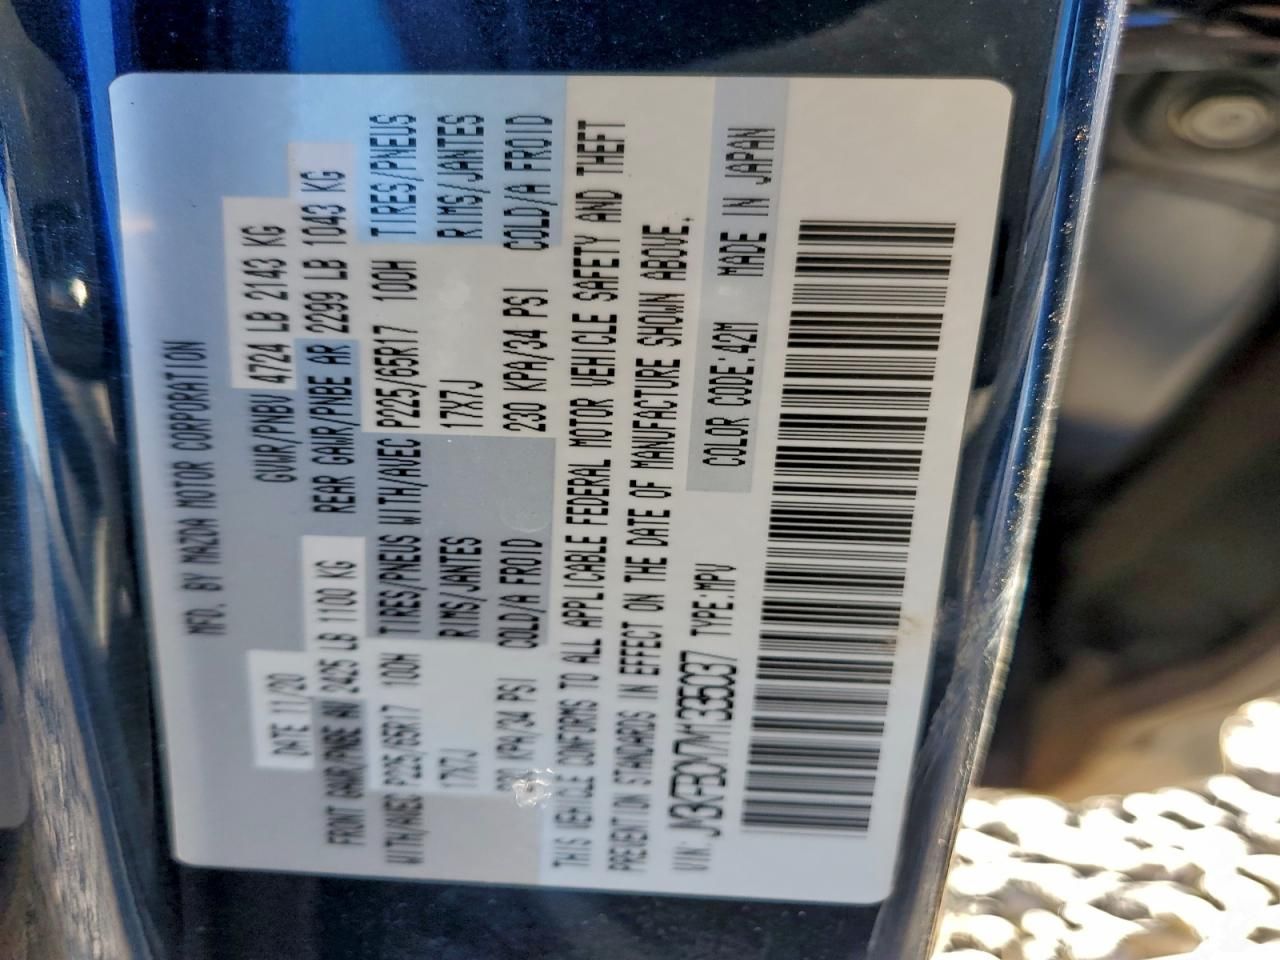 MFD. BY MAZDA MOTOR CORPORATION
DATE 11/20 GVWR/PNBV 4724 LB 2143 KG
FRONT GAWR/PNBE AV 2425 LB 1100 KG REAR GAWR/PNBE AR 2299 LB 1043 KG
WITH/AVEC P225/65R17 100H TIRES/PNEUS WITH/AVEC P225/65R17 100H TIRES/PNEUS
17X7J RIMS/JANTES 17X7J RIMS/JANTES
KPA/34 PSI COLD/A FROID 230 KPA/34 PSI COLD/A FROID
THIS VEHICLE CONFORMS TO ALL APPLICABLE FEDERAL MOTOR VEHICLE SAFETY AND THEFT
PREVENTION STANDARDS IN EFFECT ON THE DATE OF MANUFACTURE SHOWN ABOVE.
VIN: TYPE:MPV COLOR CODE:42M MADE IN JAPAN